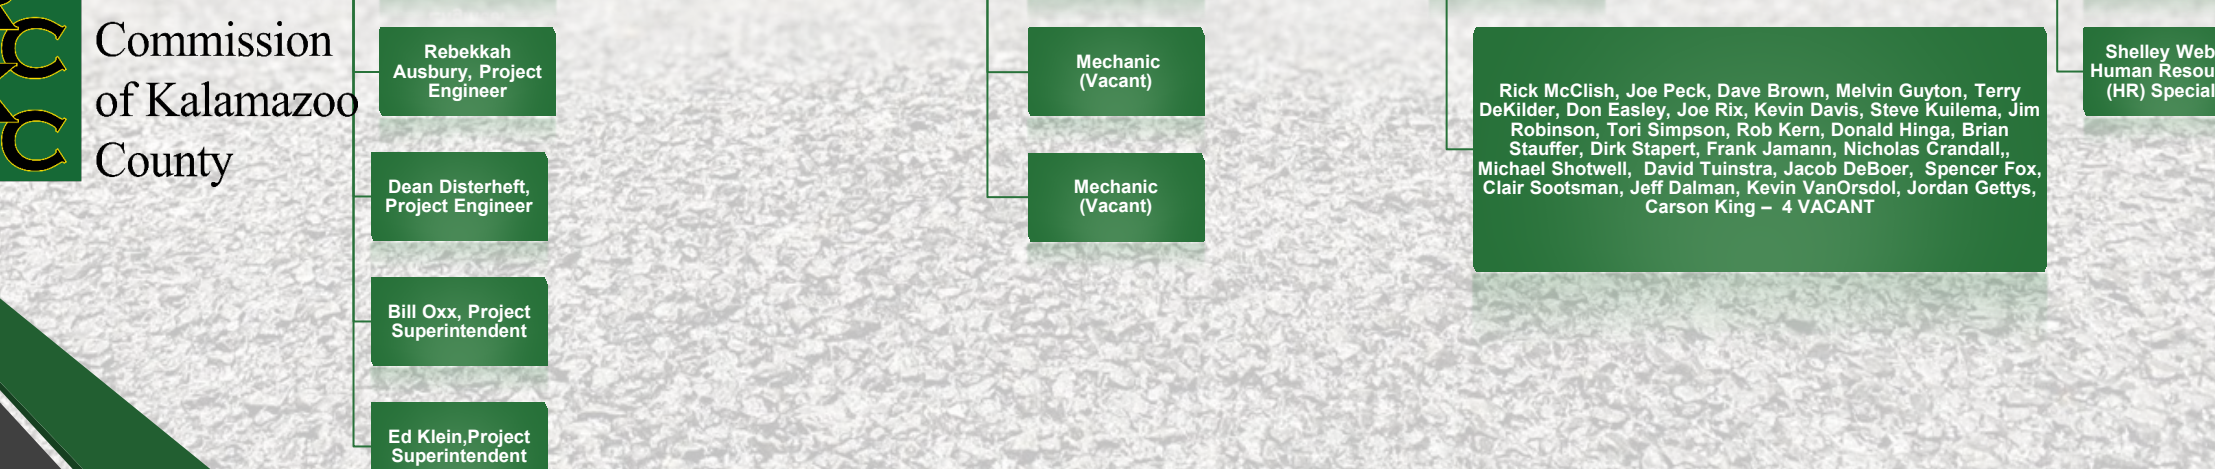 Commission
of Kalamazoo
County
Rebekkah
Ausbury, Project
Engineer
Dean Disterheft,
Project Engineer
Bill Oxx, Project
Superintendent
Ed Klein,Project
Superintendent
Mechanic
(Vacant)
Mechanic
(Vacant)
Rick McClish, Joe Peck, Dave Brown, Melvin Guyton, Terry
DeKilder, Don Easley, Joe Rix, Kevin Davis, Steve Kuilema, Jim
Robinson, Tori Simpson, Rob Kern, Donald Hinga, Brian
Stauffer, Dirk Stapert, Frank Jamann, Nicholas Crandall,,
Michael Shotwell,  David Tuinstra, Jacob DeBoer,  Spencer Fox,
Clair Sootsman, Jeff Dalman, Kevin VanOrsdol, Jordan Gettys,
Carson King –  4 VACANT
Shelley Web
Human Resou
(HR) Special